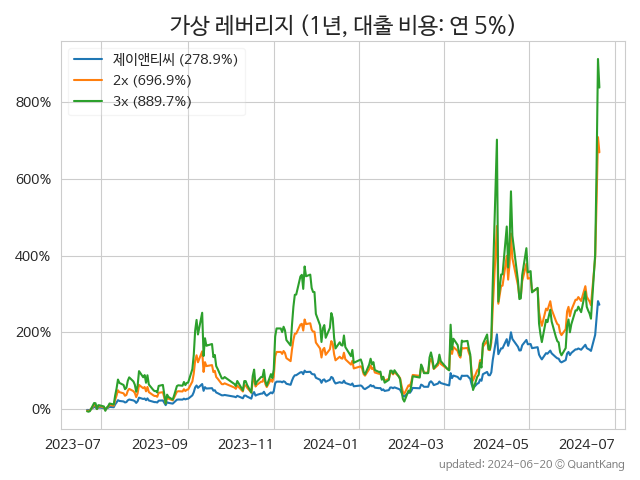 가상 레버리지 (1년, 대출 비용: 연 5%)
제이앤티씨 (278.9%)
2x (696.9%)
3x (889.7%)
800%
600%
400%
200%
0%
2023-07 2023-09 2023-11 2024-01 2024-03 2024-05 2024-07
updated: 2024-06-20 © QuantKang